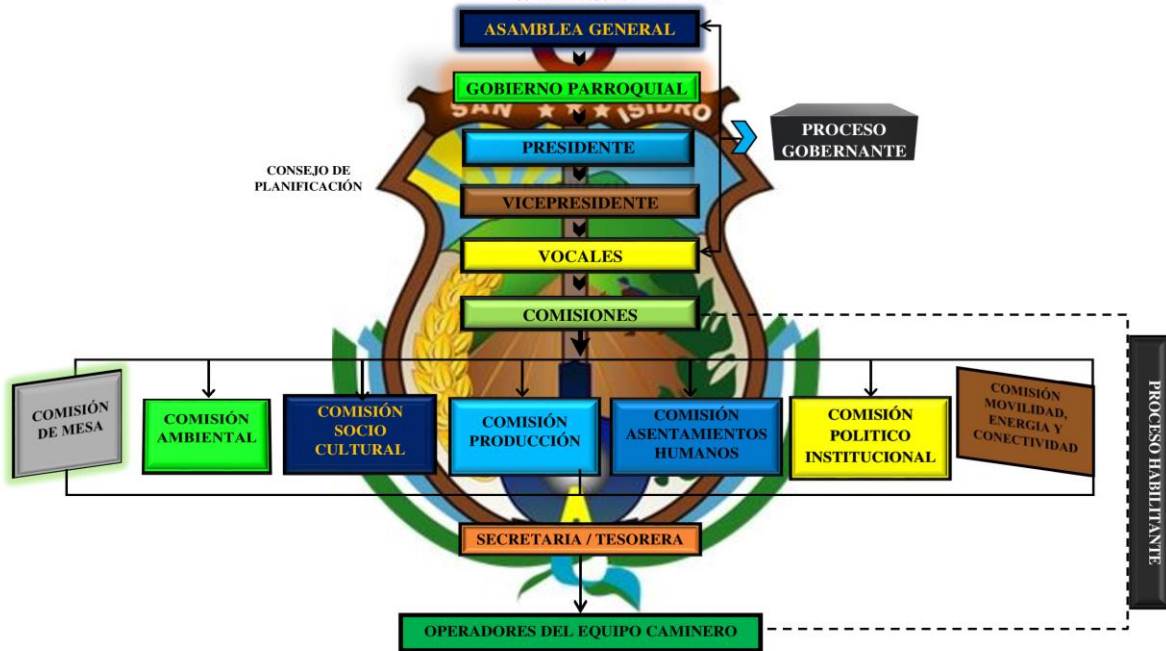 ASAMBLEA GENERAL
GOBIERNO PARROQUIAL
SAN ISIDRO
PRESIDENTE
PROCESO
GOBERNANTE
CONSEJO DE
PLANIFICACIÓN
VICEPRESIDENTE
VOCALES
COMISIONES
COMISIÓN
DE MESA
COMISIÓN
AMBIENTAL
COMISIÓN
SOCIO
CULTURAL
COMISIÓN
PRODUCCIÓN
COMISIÓN
ASENTAMIENTOS
HUMANOS
COMISIÓN
POLITICO
INSTITUCIONAL
COMISIÓN
MOVILIDAD,
ENERGIA Y
CONECTIVIDAD
PROCESO HABILITANTE
SECRETARIA / TESORERA
OPERADORES DEL EQUIPO CAMINERO